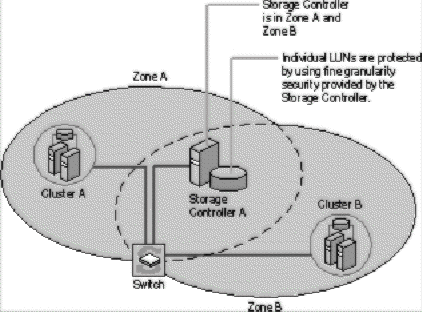 Storage Controller
is in Zone A and
Zone B
Individual LUNs are protected
by using fine granularity
security provided by the
Storage Controller.
Zone A
Cluster A
Storage
Controller A
Cluster B
Switch
Zone B